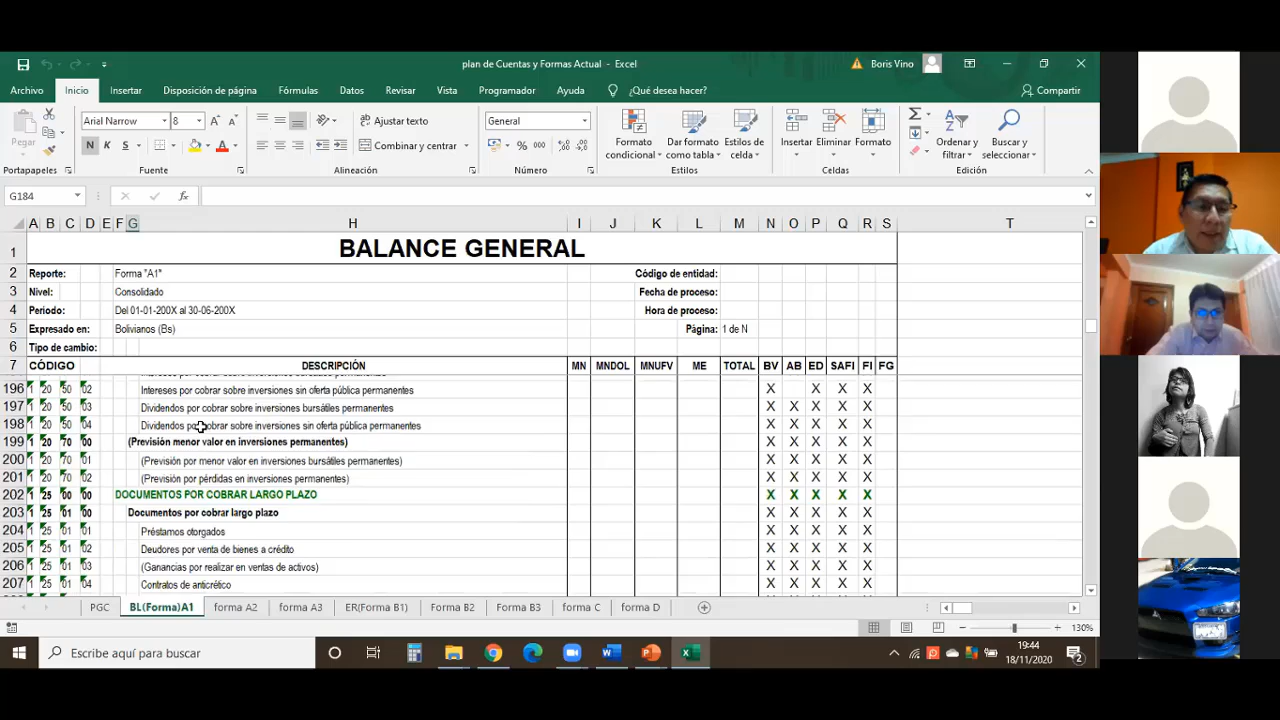 plan de Cuentas y Formas Actual - Excel
Boris Vino
Archivo Inicio Insertar Disposición de página Fórmulas Datos Revisar Vista Programador Ayuda ¿Qué desea hacer? Compartir
Pegar
Arial Narrow 8
N K S
Ajustar texto
Combinar y centrar
General
% 000
Formato condicional
Dar formato como tabla
Estilos de celda
Insertar Eliminar Formato
Ordenar y filtrar
Buscar y seleccionar
Portapapeles Fuente Alineación Número Estilos Celdas Edición
G184 fx
A B C D E F G H I J K L M N O P Q R S T
1 BALANCE GENERAL
2 Reporte: Forma "A1" Código de entidad:
3 Nivel: Consolidado Fecha de proceso:
4 Periodo: Del 01-01-200X al 30-06-200X Hora de proceso:
5 Expresado en: Bolivianos (Bs) Página: 1 de N
6 Tipo de cambio:
7 CÓDIGO DESCRIPCIÓN MN MNDOL MNUFV ME TOTAL BV AB ED SAFI FI FG
196 1 20 50 02 Intereses por cobrar sobre inversiones sin oferta pública permanentes X X X X
197 1 20 50 03 Dividendos por cobrar sobre inversiones bursátiles permanentes X X X X X
198 1 20 50 04 Dividendos por cobrar sobre inversiones sin oferta pública permanentes X X X X X
199 1 20 70 00 (Previsión menor valor en inversiones permanentes) X X X X X
200 1 20 70 01 (Previsión por menor valor en inversiones bursátiles permanentes) X X X X X
201 1 20 70 02 (Previsión por pérdidas en inversiones permanentes) X X X X X
202 1 25 00 00 DOCUMENTOS POR COBRAR LARGO PLAZO X X X X X
203 1 25 01 00 Documentos por cobrar largo plazo X X X X X
204 1 25 01 01 Préstamos otorgados X X X X X
205 1 25 01 02 Deudores por venta de bienes a crédito X X X X X
206 1 25 01 03 (Ganancias por realizar en ventas de activos) X X X X X
207 1 25 01 04 Contratos de anticrético X X X X X
PGC BL(Forma)A1 forma A2 forma A3 ER(Forma B1) Forma B2 Forma B3 forma C forma D
130%
Escribe aquí para buscar
19:44
18/11/2020
2